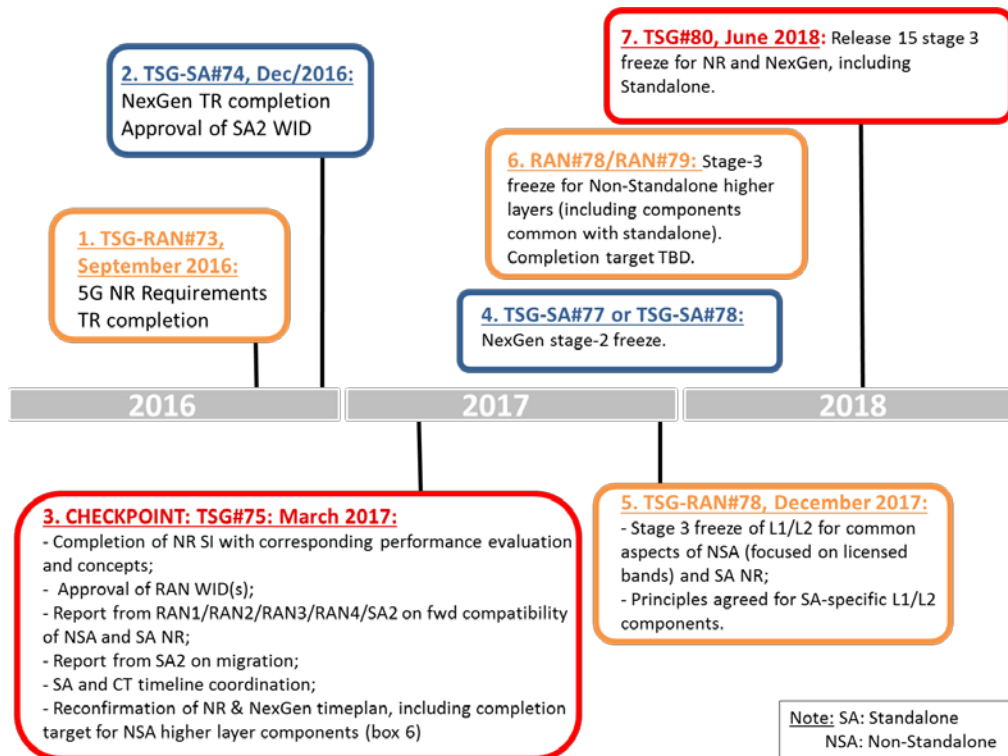 2. TSG-SA#74, Dec/2016:
NexGen TR completion
Approval of SA2 WID
7. TSG#80, June 2018: Release 15 stage 3
freeze for NR and NexGen, including
Standalone.
1. TSG-RAN#73,
September 2016:
5G NR Requirements
TR completion
6. RAN#78/RAN#79: Stage-3
freeze for Non-Standalone higher
layers (including components
common with standalone).
Completion target TBD.
4. TSG-SA#77 or TSG-SA#78:
NexGen stage-2 freeze.
2016
2017
2018
3. CHECKPOINT: TSG#75: March 2017:
- Completion of NR SI with corresponding performance evaluation
and concepts;
- Approval of RAN WID(s);
- Report from RAN1/RAN2/RAN3/RAN4/SA2 on fwd compatibility
of NSA and SA NR;
- Report from SA2 on migration;
- SA and CT timeline coordination;
- Reconfirmation of NR & NexGen timeplan, including completion
target for NSA higher layer components (box 6)
5. TSG-RAN#78, December 2017:
- Stage 3 freeze of L1/L2 for common
aspects of NSA (focused on licensed
bands) and SA NR;
- Principles agreed for SA-specific L1/L2
components.
Note: SA: Standalone
NSA: Non-Standalone